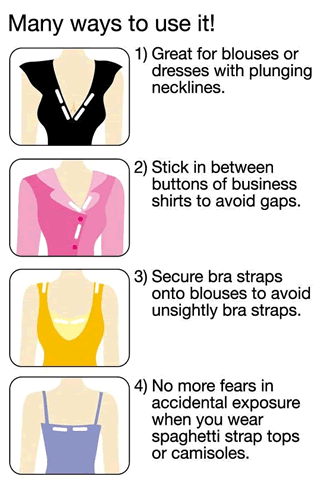 Many ways to use it!
1) Great for blouses or
dresses with plunging
necklines.
2) Stick in between
buttons of business
shirts to avoid gaps.
3) Secure bra straps
onto blouses to avoid
unsightly bra straps.
4) No more fears in
accidental exposure
when you wear
spaghetti strap tops
or camisoles.